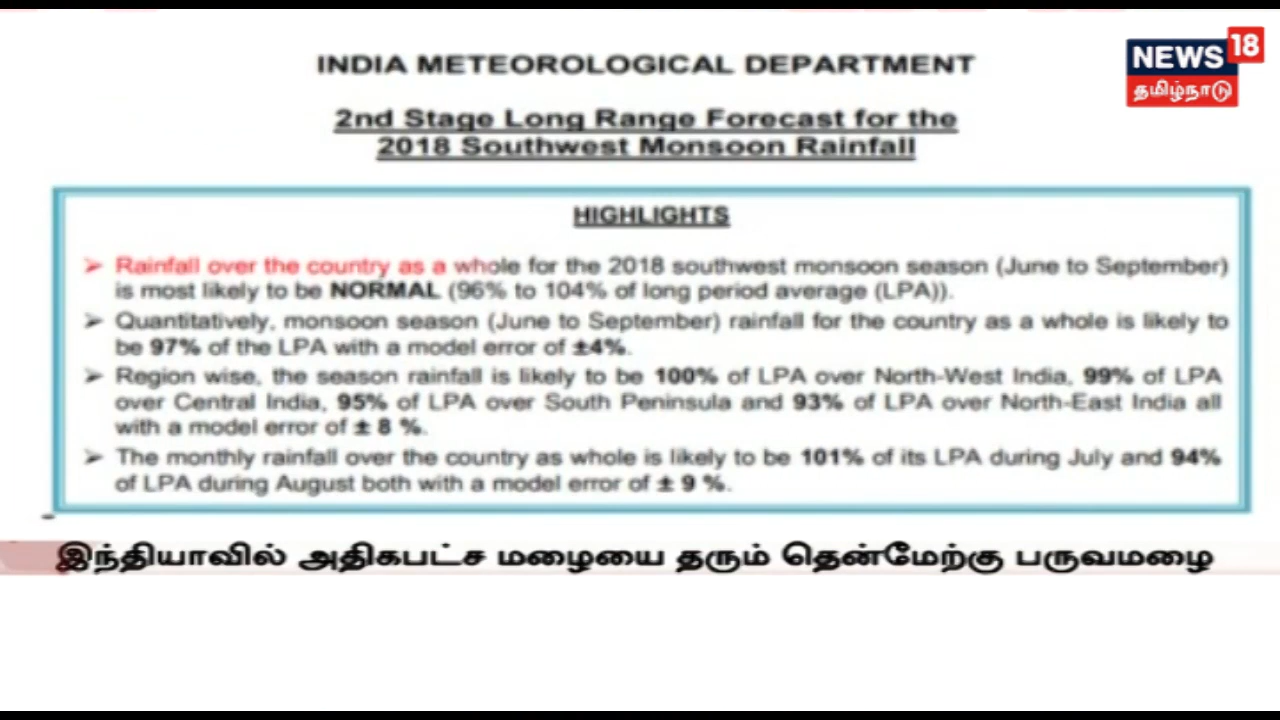 INDIA METEOROLOGICAL DEPARTMENT
NEWS 18
தமிழ்நாடு
2nd Stage Long Range Forecast for the
2018 Southwest Monsoon Rainfall
HIGHLIGHTS
➢ Rainfall over the country as a whole for the 2018 southwest monsoon season (June to September)
is most likely to be NORMAL (96% to 104% of long period average (LPA)).
➢ Quantitatively, monsoon season (June to September) rainfall for the country as a whole is likely to
be 97% of the LPA with a model error of ±4%.
➢ Region wise, the season rainfall is likely to be 100% of LPA over North-West India, 99% of LPA
over Central India, 95% of LPA over South Peninsula and 93% of LPA over North-East India all
with a model error of ± 8 %.
➢ The monthly rainfall over the country as whole is likely to be 101% of its LPA during July and 94%
of LPA during August both with a model error of ± 9 %.
இந்தியாவில் அதிகபட்ச மழையை தரும் தென்மேற்கு பருவமழை